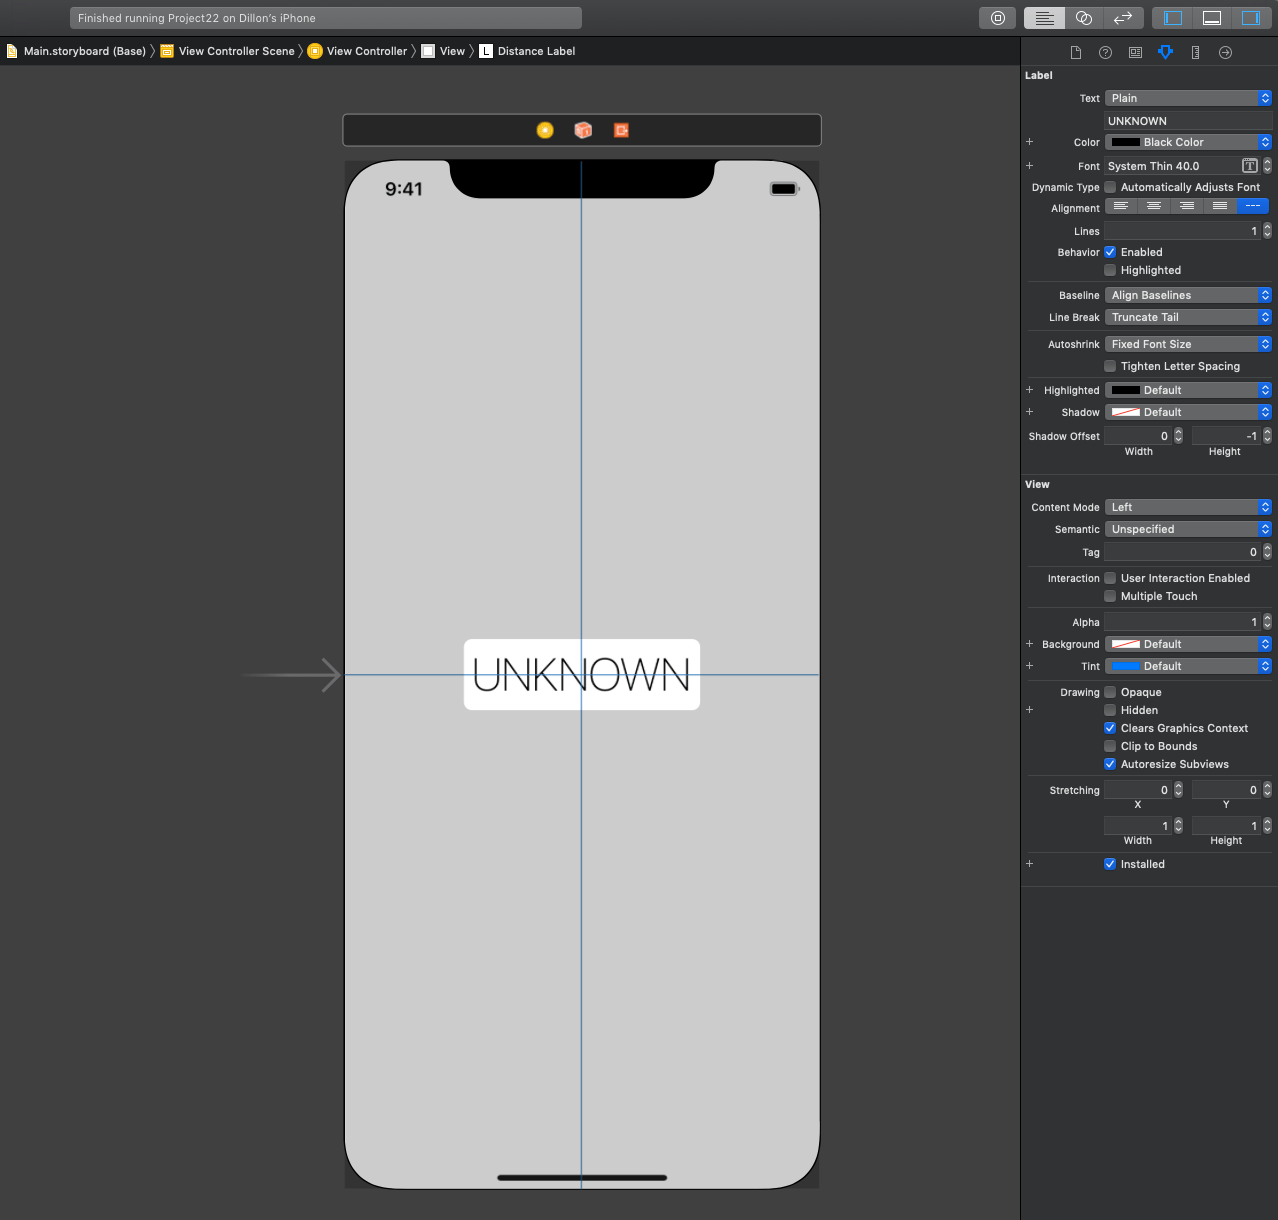 Finished running Project22 on Dillon's iPhone
Main.storyboard (Base) View Controller Scene View Controller View L Distance Label
9:41
UNKNOWN
Label
Text Plain
UNKNOWN
Color Black Color
Font System Thin 40.0 T
Dynamic Type Automatically Adjusts Font
Alignment
Lines 1
Behavior Enabled
Highlighted
Baseline Align Baselines
Line Break Truncate Tail
Autoshrink Fixed Font Size
Tighten Letter Spacing
Highlighted Default
Shadow Default
Shadow Offset 0 -1
Width Height
View
Content Mode Left
Semantic Unspecified
Tag 0
Interaction User Interaction Enabled
Multiple Touch
Alpha 1
Background Default
Tint Default
Drawing Opaque
Hidden
Clears Graphics Context
Clip to Bounds
Autoresize Subviews
Stretching 0 0
X Y
1 1
Width Height
Installed